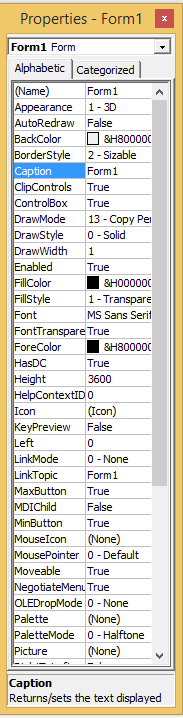 Properties - Form1
Form1 Form
Alphabetic Categorized
(Name) Form1
Appearance 1 - 3D
AutoRedraw False
BackColor &H800000
BorderStyle 2 - Sizable
Caption Form1
ClipControls True
ControlBox True
DrawMode 13 - Copy Pen
DrawStyle 0 - Solid
DrawWidth 1
Enabled True
FillColor &H000000
FillStyle 1 - Transpare
Font MS Sans Serif
FontTranspare True
ForeColor &H800000
HasDC True
Height 3600
HelpContextID 0
Icon (Icon)
KeyPreview False
Left 0
LinkMode 0 - None
LinkTopic Form1
MaxButton True
MDIChild False
MinButton True
MouseIcon (None)
MousePointer 0 - Default
Moveable True
NegotiateMenu True
OLEDropMode 0 - None
Palette (None)
PaletteMode 0 - Halftone
Picture (None)
Caption
Returns/sets the text displayed